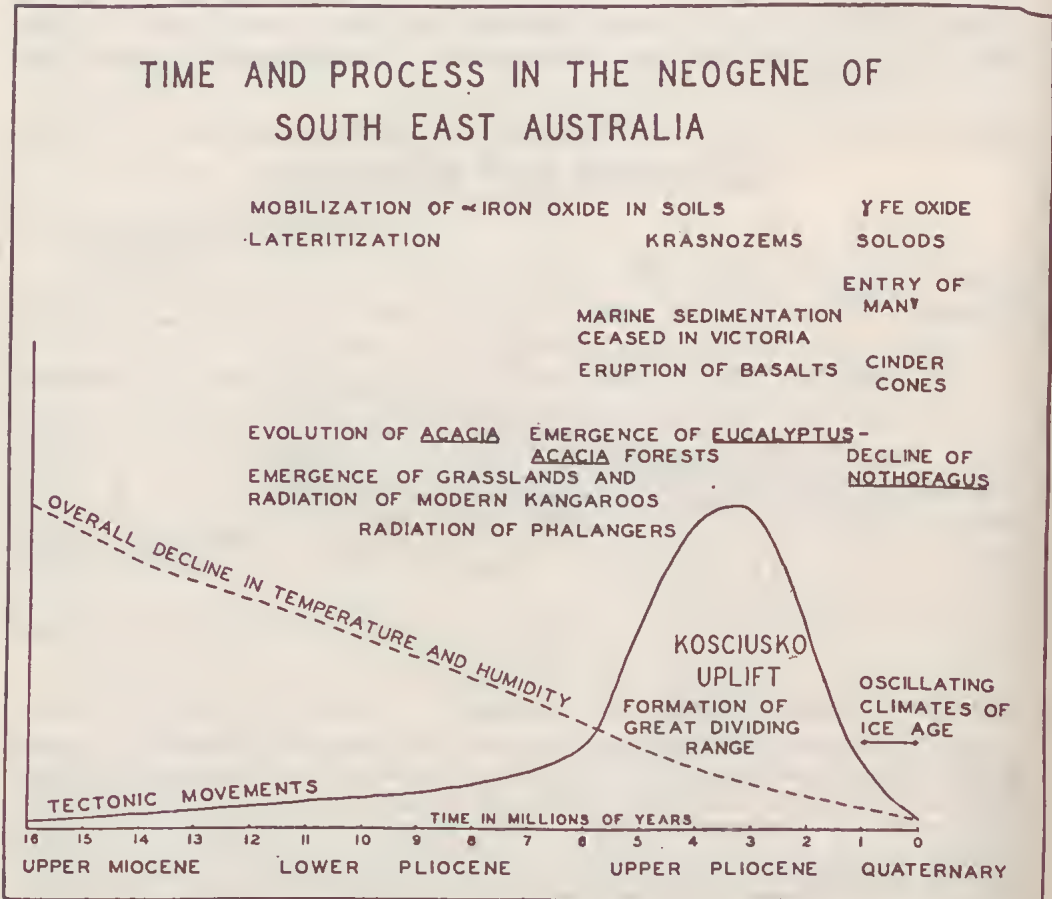 TIME AND PROCESS IN THE NEOGENE OF
SOUTH EAST AUSTRALIA
MOBILIZATION OF ∝ IRON OXIDE IN SOILS γ FE OXIDE
LATERITIZATION KRASNOZEMS SOLODS
ENTRY OF
MAN
MARINE SEDIMENTATION
CEASED IN VICTORIA
ERUPTION OF BASALTS
CINDER
CONES
EVOLUTION OF ACACIA
EMERGENCE OF EUCALYPTUS-
ACACIA FORESTS
DECLINE OF
NOTHOFAGUS
EMERGENCE OF GRASSLANDS AND
RADIATION OF MODERN KANGAROOS
RADIATION OF PHALANGERS
OVERALL DECLINE IN TEMPERATURE AND HUMIDITY
KOSCIUSKO
UPLIFT
FORMATION OF
GREAT DIVIDING
RANGE
OSCILLATING
CLIMATES OF
ICE AGE
TECTONIC MOVEMENTS
TIME IN MILLIONS OF YEARS
16 15 14 13 12 11 10 9 8 7 6 5 4 3 2 1 0
UPPER MIOCENE LOWER PLIOCENE UPPER PLIOCENE QUATERNARY